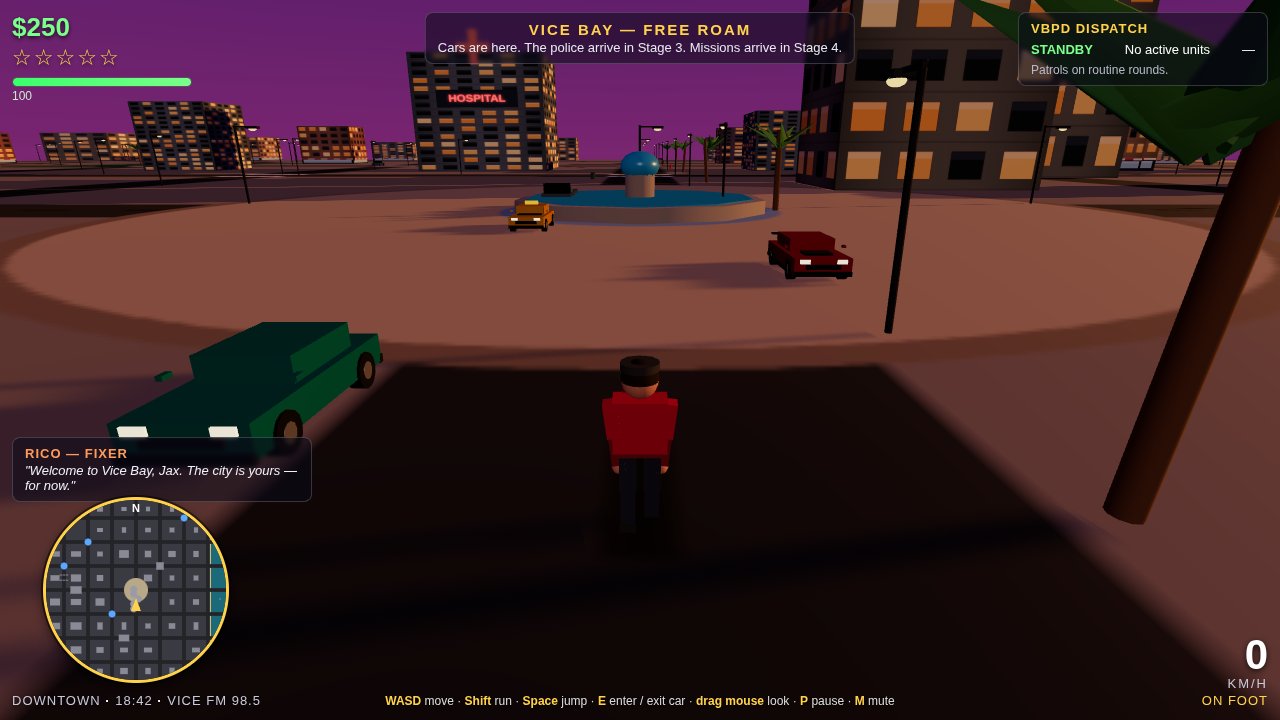 $250
☆☆☆☆☆
100
VICE BAY — FREE ROAM
Cars are here. The police arrive in Stage 3. Missions arrive in Stage 4.
VBPD DISPATCH
STANDBY No active units —
Patrols on routine rounds.
HOSPITAL
RICO — FIXER
"Welcome to Vice Bay, Jax. The city is yours —
for now."
N
0
KM/H
ON FOOT
DOWNTOWN · 18:42 · VICE FM 98.5
WASD move · Shift run · Space jump · E enter / exit car · drag mouse look · P pause · M mute